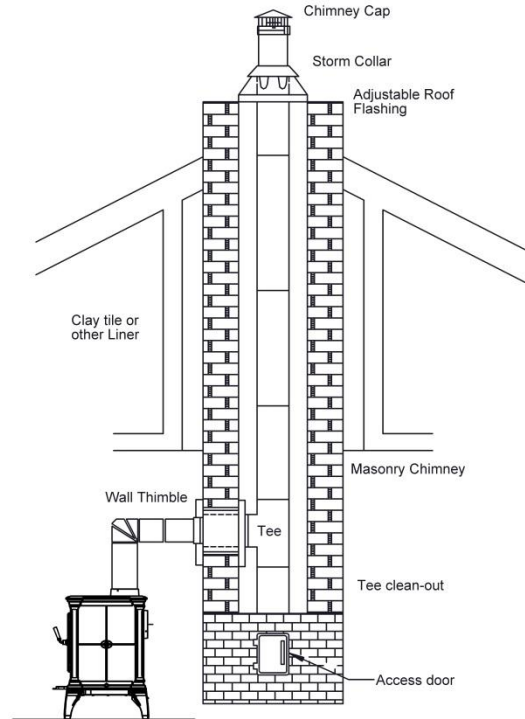 Chimney Cap
Storm Collar
Adjustable Roof
Flashing
Clay tile or
other Liner
Masonry Chimney
Wall Thimble
Tee
Tee clean-out
Access door